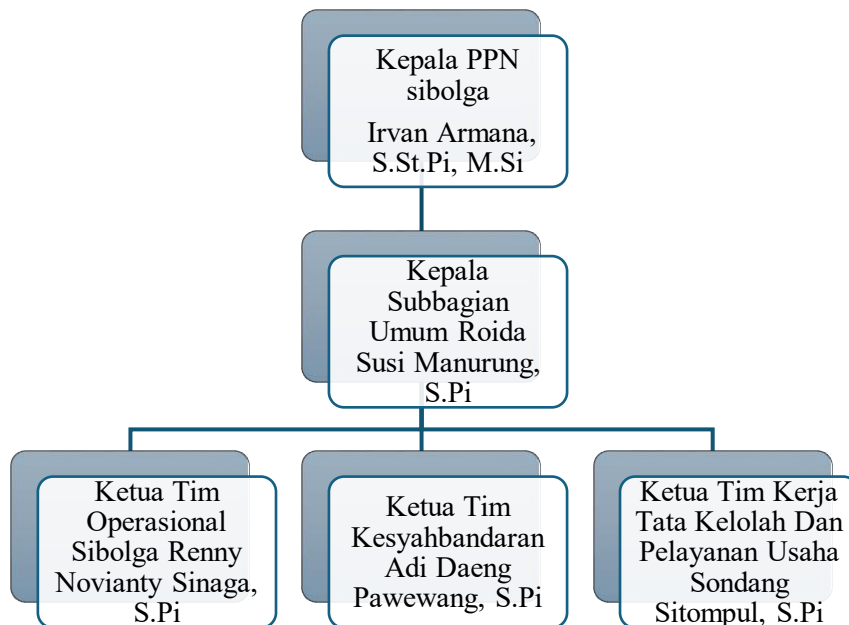 Kepala PPN
sibolga
Irvan Armana,
S.St.Pi, M.Si
Kepala
Subbagian
Umum Roida
Susi Manurung,
S.Pi
Ketua Tim
Operasional
Sibolga Renny
Novianty Sinaga,
S.Pi
Ketua Tim
Kesyahbandaran
Adi Daeng
Pawewang, S.Pi
Ketua Tim Kerja
Tata Kelolah Dan
Pelayanan Usaha
Sondang
Sitompul, S.Pi